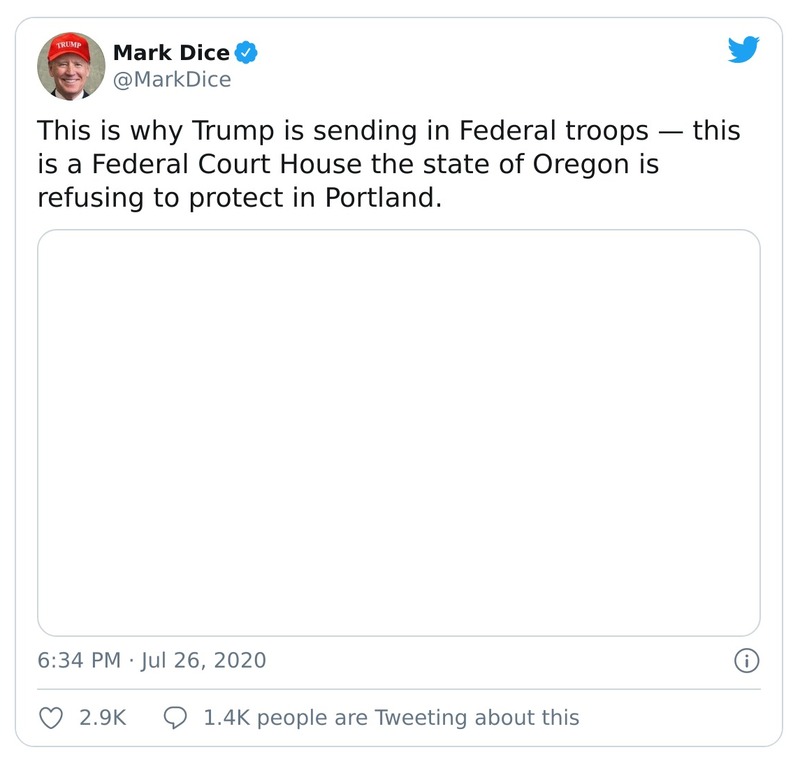 TRUMP
Mark Dice
@MarkDice
This is why Trump is sending in Federal troops — this
is a Federal Court House the state of Oregon is
refusing to protect in Portland.
6:34 PM · Jul 26, 2020
2.9K 1.4K people are Tweeting about this